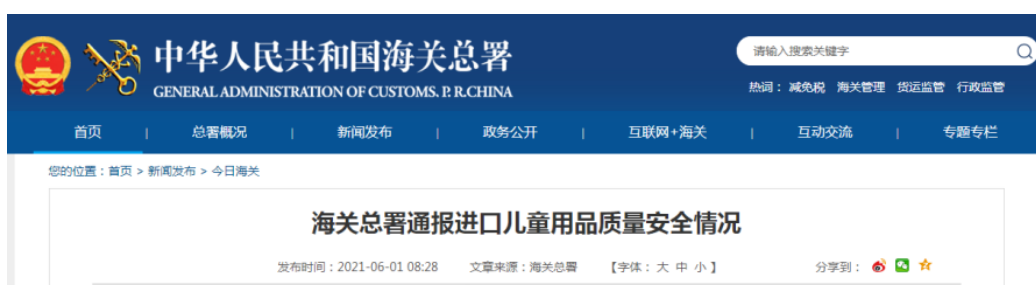 中华人民共和国海关总署
GENERAL ADMINISTRATION OF CUSTOMS. P. R.CHINA
请输入搜索关键字
热词： 减免税 海关管理 货运监管 行政监管
首页 | 总署概况 | 新闻发布 | 政务公开 | 互联网+海关 | 互动交流 | 专题专栏
您的位置：首页 > 新闻发布 > 今日海关
海关总署通报进口儿童用品质量安全情况
发布时间：2021-06-01 08:28 文章来源：海关总署 【字体：大 中 小】 分享到：